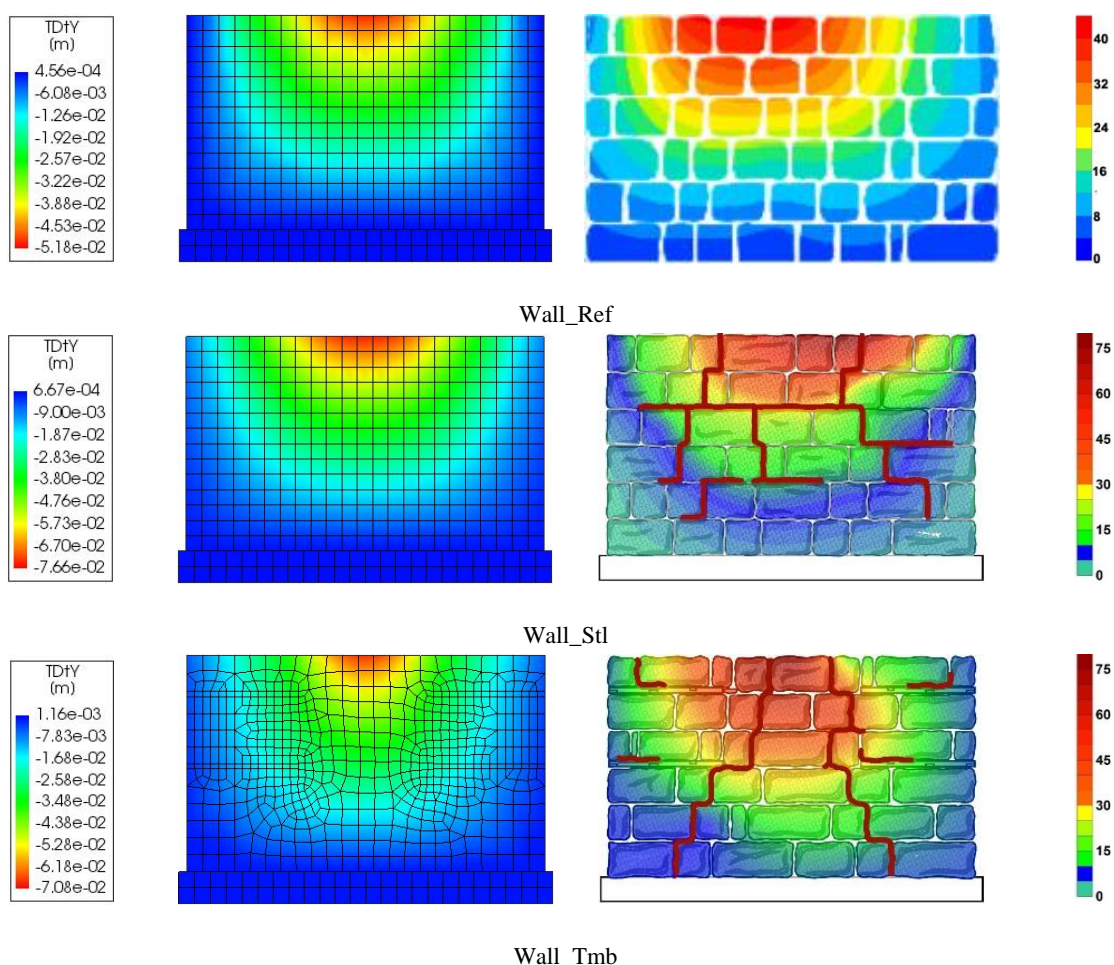 TDtY
(m)
4.56e-04
-6.08e-03
-1.26e-02
-1.92e-02
-2.57e-02
-3.22e-02
-3.88e-02
-4.53e-02
-5.18e-02
40
32
24
16
8
0
Wall_Ref
TDtY
(m)
6.67e-04
-9.00e-03
-1.87e-02
-2.83e-02
-3.80e-02
-4.76e-02
-5.73e-02
-6.70e-02
-7.66e-02
75
60
45
30
15
0
Wall_Stl
TDtY
(m)
1.16e-03
-7.83e-03
-1.68e-02
-2.58e-02
-3.48e-02
-4.38e-02
-5.28e-02
-6.18e-02
-7.08e-02
75
60
45
30
15
0
Wall_Tmb